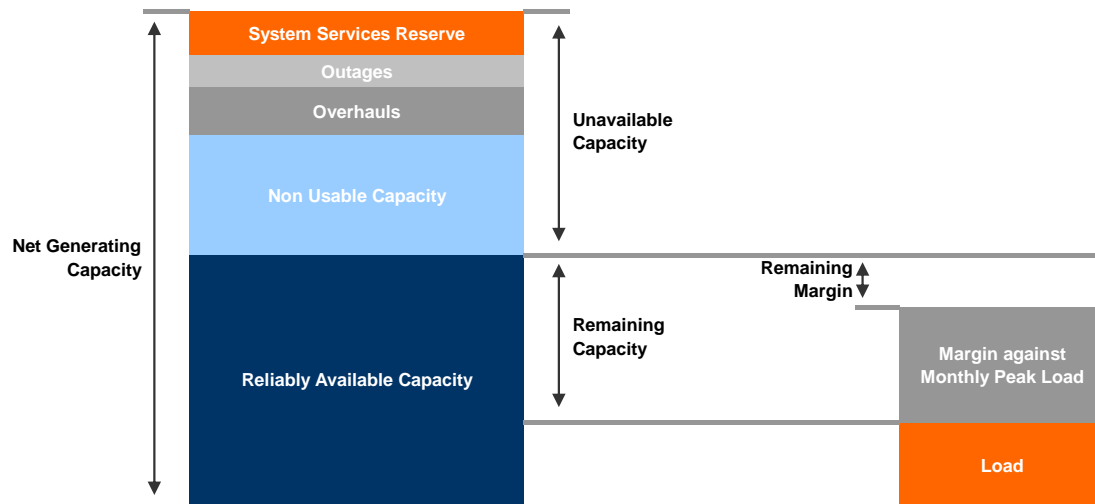 System Services Reserve
Outages
Overhauls
Unavailable
Capacity
Non Usable Capacity
Net Generating
Capacity
Remaining
Margin
Remaining
Capacity
Reliably Available Capacity
Margin against
Monthly Peak Load
Load